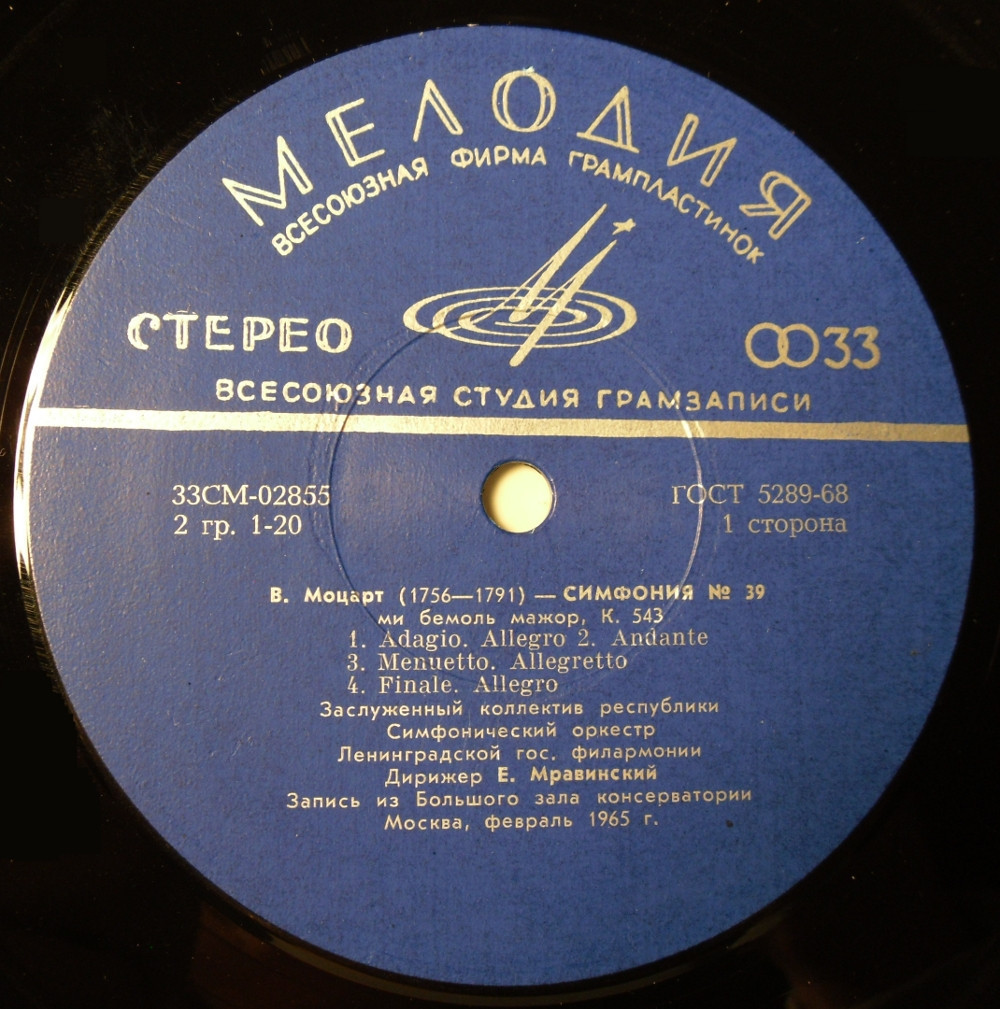 МЕЛОДИЯ
ВСЕСОЮЗНАЯ ФИРМА ГРАМПЛАСТИНОК
СТЕРЕО
33
ВСЕСОЮЗНАЯ СТУДИЯ ГРАМЗАПИСИ
33СМ-02855
ГОСТ 5289-68
2 гр. 1-20
1 сторона
В. Моцарт (1756—1791) — СИМФОНИЯ № 39
ми бемоль мажор, К. 543
1. Adagio. Allegro 2. Andante
3. Menuetto. Allegretto
4. Finale. Allegro
Заслуженный коллектив республики
Симфонический оркестр
Ленинградской гос. филармонии
Дирижер Е. Мравинский
Запись из Большого зала консерватории
Москва, февраль 1965 г.